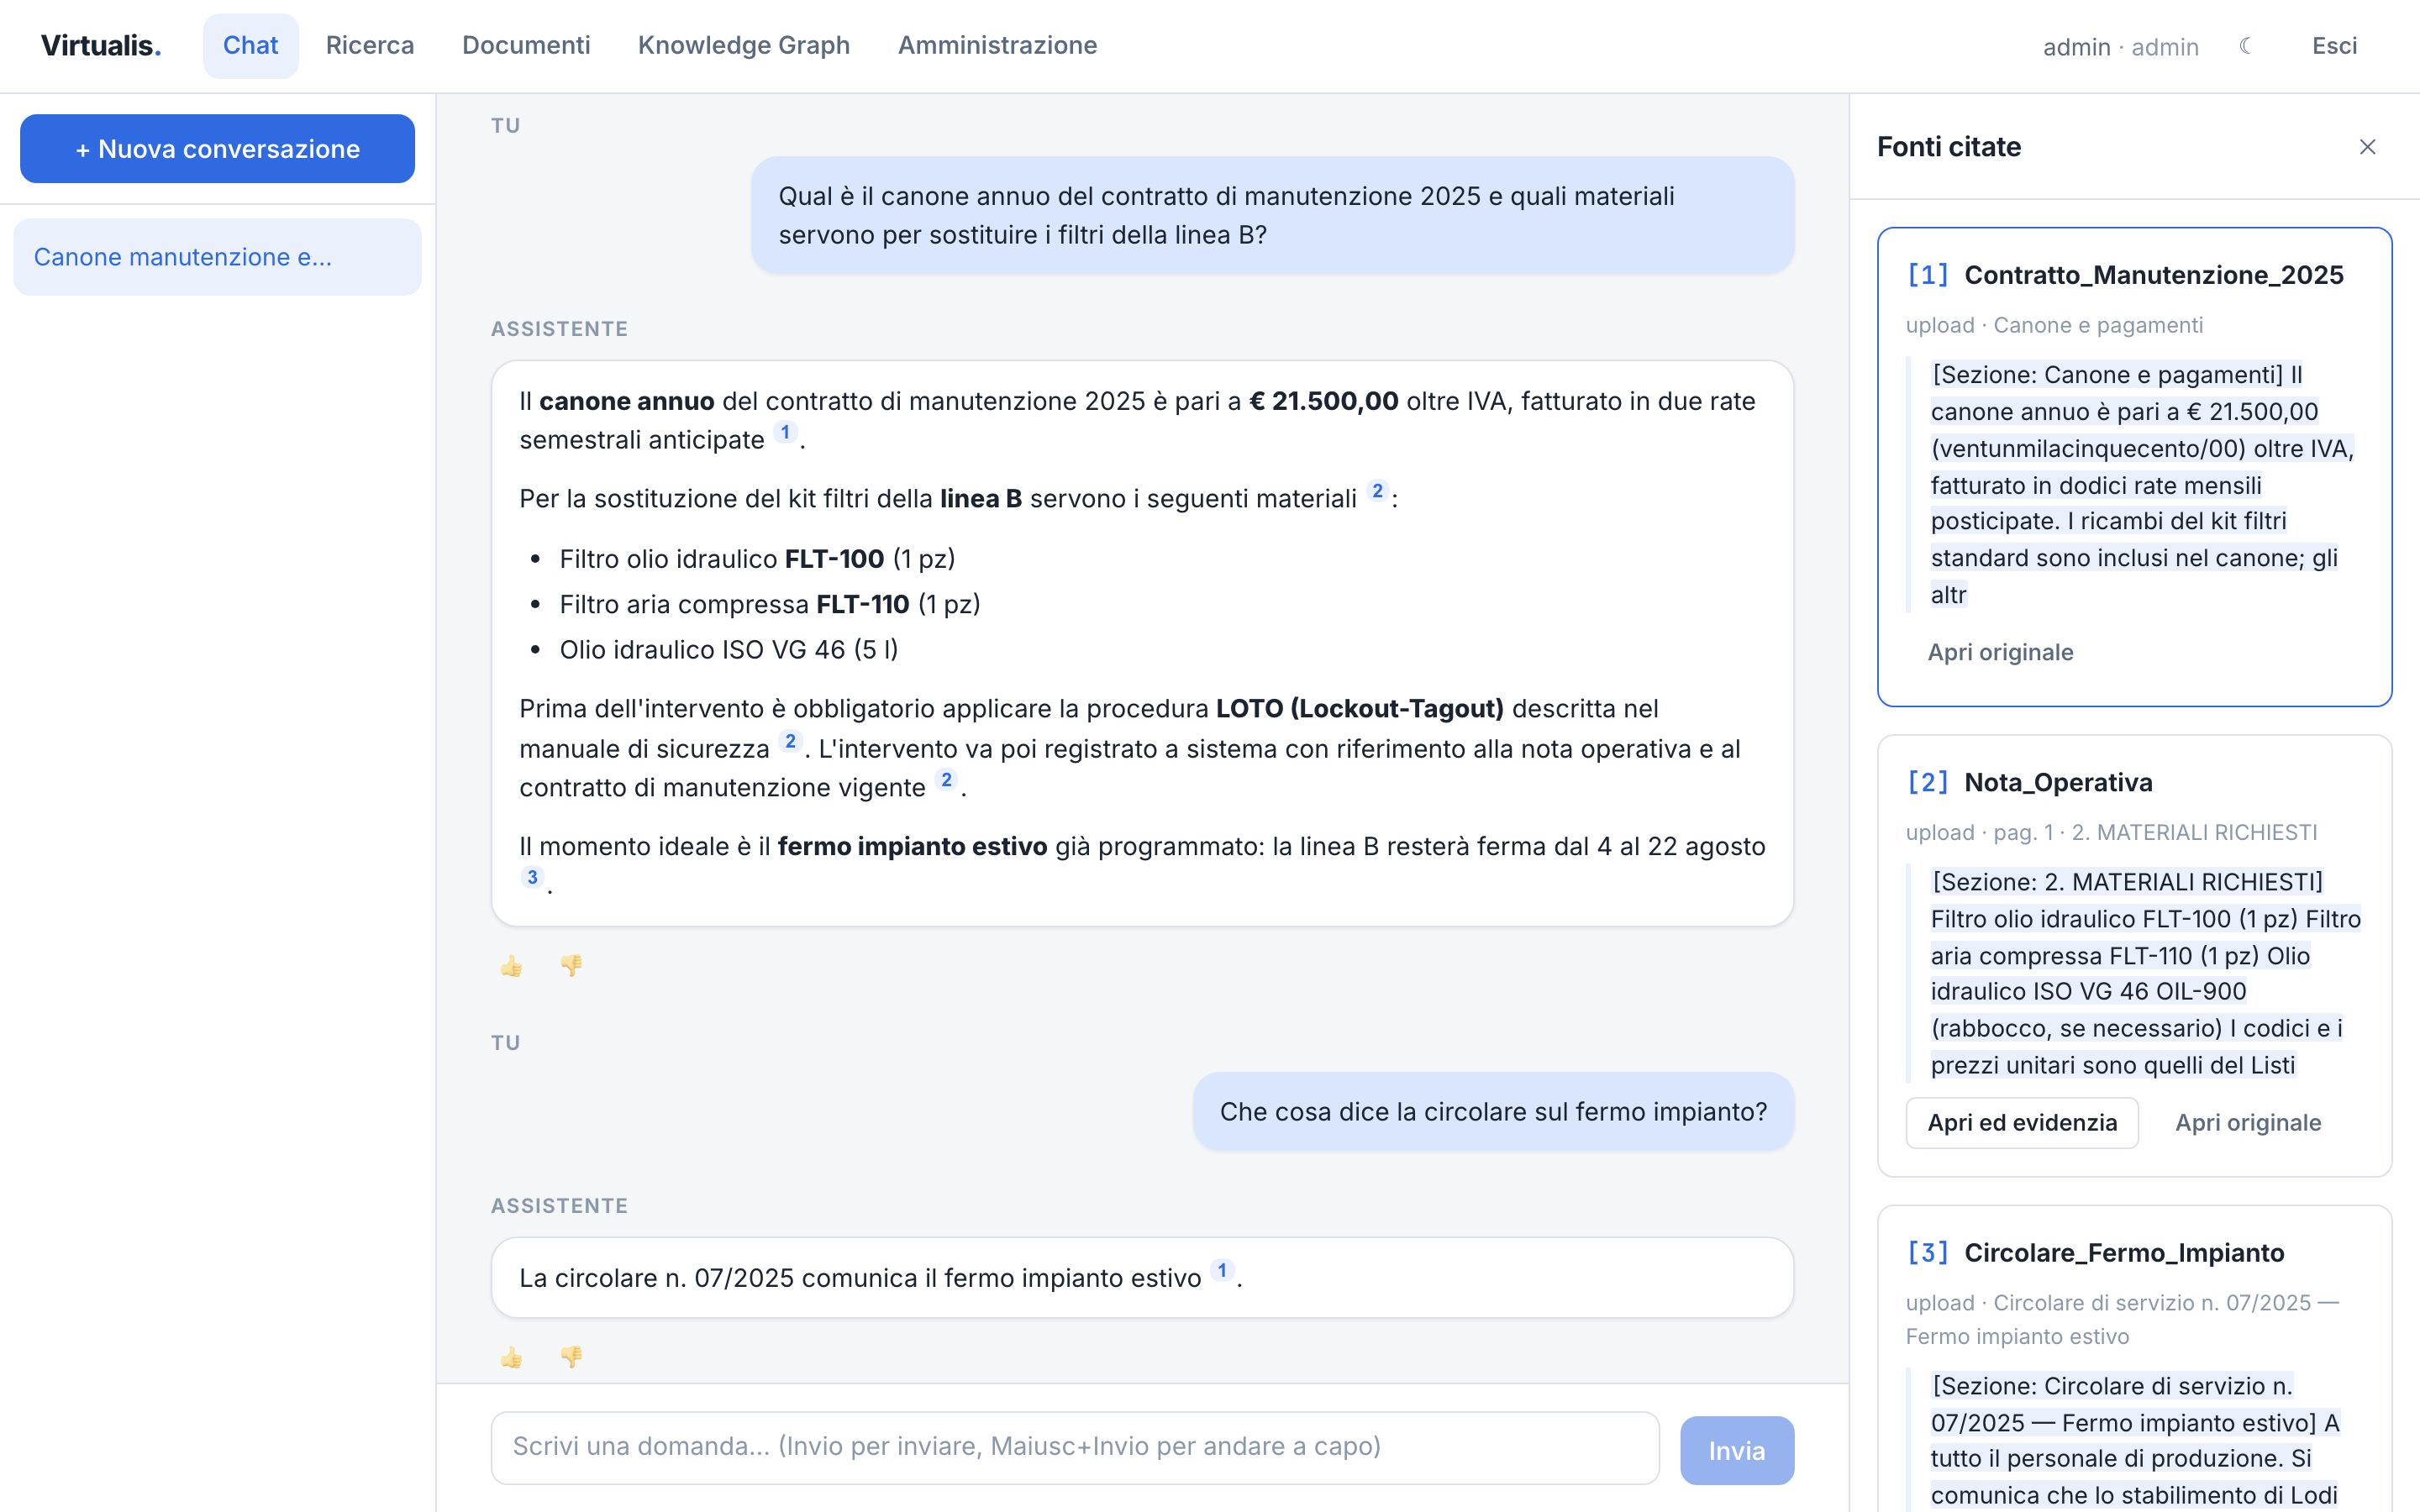 Virtualis.
Chat
Ricerca
Documenti
Knowledge Graph
Amministrazione
admin · admin
Esci
+ Nuova conversazione
Canone manutenzione e...
TU
Qual è il canone annuo del contratto di manutenzione 2025 e quali materiali
servono per sostituire i filtri della linea B?
ASSISTENTE
Il canone annuo del contratto di manutenzione 2025 è pari a € 21.500,00 oltre IVA, fatturato in due rate
semestrali anticipate 1.
Per la sostituzione del kit filtri della linea B servono i seguenti materiali 2:
• Filtro olio idraulico FLT-100 (1 pz)
• Filtro aria compressa FLT-110 (1 pz)
• Olio idraulico ISO VG 46 (5 l)
Prima dell'intervento è obbligatorio applicare la procedura LOTO (Lockout-Tagout) descritta nel
manuale di sicurezza 2. L'intervento va poi registrato a sistema con riferimento alla nota operativa e al
contratto di manutenzione vigente 2.
Il momento ideale è il fermo impianto estivo già programmato: la linea B resterà ferma dal 4 al 22 agosto
3.
TU
Che cosa dice la circolare sul fermo impianto?
ASSISTENTE
La circolare n. 07/2025 comunica il fermo impianto estivo 1.
Scrivi una domanda... (Invio per inviare, Maiusc+Invio per andare a capo)
Invia
Fonti citate
[1] Contratto_Manutenzione_2025
upload · Canone e pagamenti
[Sezione: Canone e pagamenti] Il
canone annuo è pari a € 21.500,00
(ventunmilacinquecento/00) oltre IVA,
fatturato in dodici rate mensili
posticipate. I ricambi del kit filtri
standard sono inclusi nel canone; gli
altr
Apri originale
[2] Nota_Operativa
upload · pag. 1 · 2. MATERIALI RICHIESTI
[Sezione: 2. MATERIALI RICHIESTI]
Filtro olio idraulico FLT-100 (1 pz) Filtro
aria compressa FLT-110 (1 pz) Olio
idraulico ISO VG 46 OIL-900
(rabbocco, se necessario) I codici e i
prezzi unitari sono quelli del Listi
Apri ed evidenzia
Apri originale
[3] Circolare_Fermo_Impianto
upload · Circolare di servizio n. 07/2025 —
Fermo impianto estivo
[Sezione: Circolare di servizio n.
07/2025 — Fermo impianto estivo] A
tutto il personale di produzione. Si
comunica che lo stabilimento di Lodi